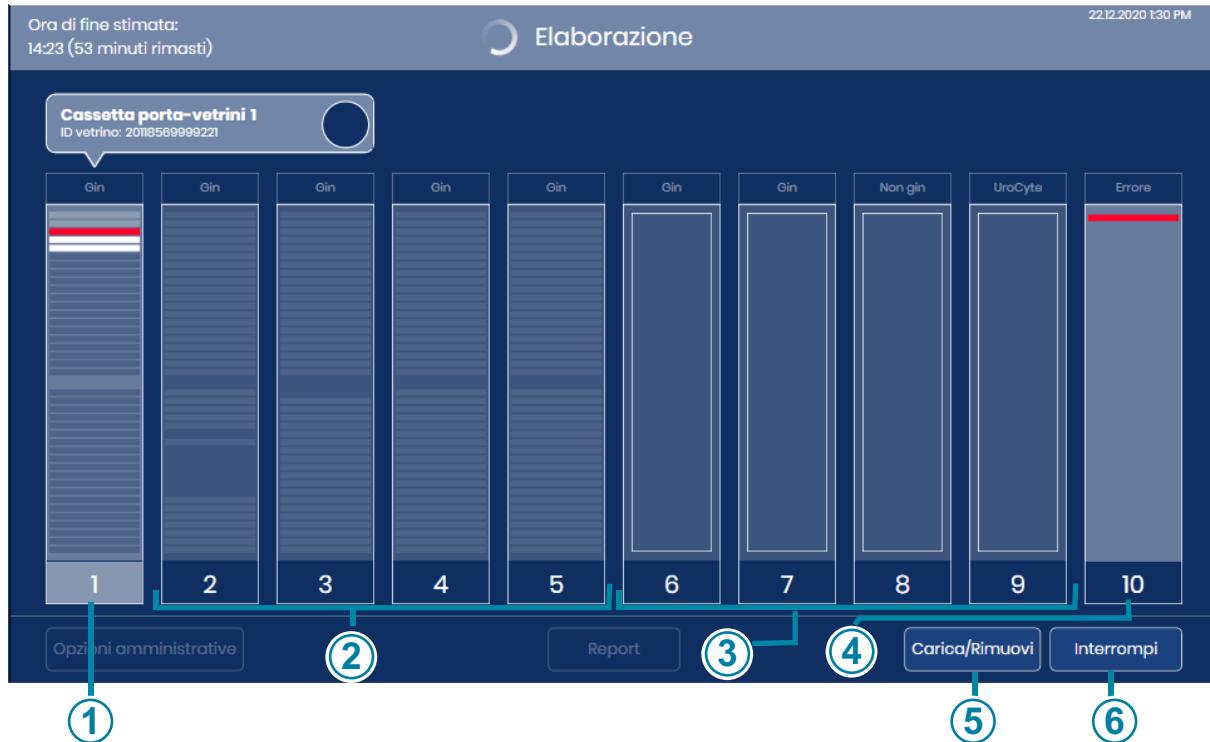 Ora di fine stimata:
14:23 (53 minuti rimasti)
Elaborazione
22.12.2020 1:30 PM
Cassetta porta-vetrini 1
ID vetrino: 20118569999221
Gin Gin Gin Gin Gin Gin Gin Non gin UroCyte Errore
1 2 3 4 5 6 7 8 9 10
Opzioni amministrative Report Carica/Rimuovi Interrompi
2 3 4
1 5 6